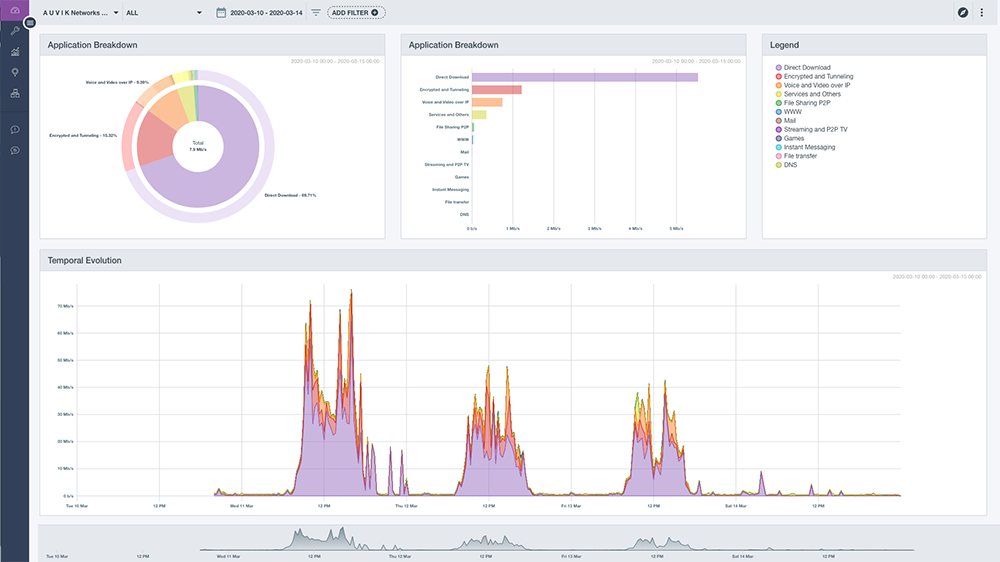 A U V I K Networks ... ALL 2020-03-10 - 2020-03-14 ADD FILTER
Application Breakdown
2020-03-10 00:00 - 2020-03-15 00:00
Voice and Video over IP - 9.36%
Encrypted and Tunneling - 15.32%
Total
7.9 Mb/s
Direct Download - 69.71%
Application Breakdown
2020-03-10 00:00 - 2020-03-15 00:00
Direct Download
Encrypted and Tunneling
Voice and Video over IP
Services and Others
File Sharing P2P
WWW
Mail
Streaming and P2P TV
Games
Instant Messaging
File transfer
DNS
0 b/s 1 Mb/s 2 Mb/s 3 Mb/s 4 Mb/s 5 Mb/s
Legend
Direct Download
Encrypted and Tunneling
Voice and Video over IP
Services and Others
File Sharing P2P
WWW
Mail
Streaming and P2P TV
Games
Instant Messaging
File transfer
DNS
Temporal Evolution
2020-03-10 00:00 - 2020-03-15 00:00
70 Mb/s
60 Mb/s
50 Mb/s
40 Mb/s
30 Mb/s
20 Mb/s
10 Mb/s
0 b/s
Tue 10 Mar 12 PM Wed 11 Mar 12 PM Thu 12 Mar 12 PM Fri 13 Mar 12 PM Sat 14 Mar 12 PM
Tue 10 Mar 12 PM Wed 11 Mar 12 PM Thu 12 Mar 12 PM Fri 13 Mar 12 PM Sat 14 Mar 12 PM